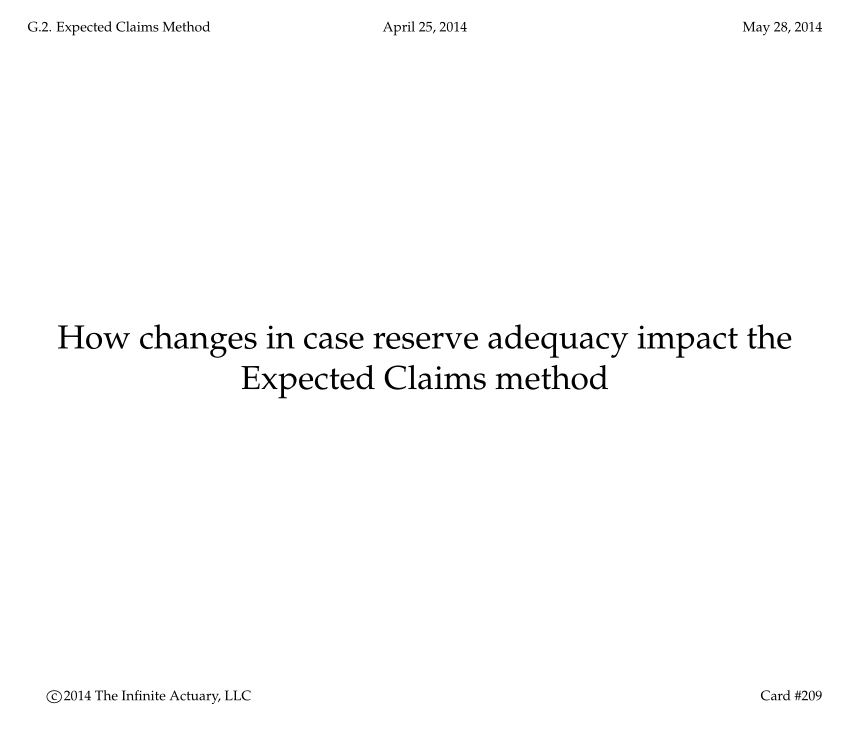 G.2. Expected Claims Method April 25, 2014 May 28, 2014
How changes in case reserve adequacy impact the
Expected Claims method
©2014 The Infinite Actuary, LLC Card #209